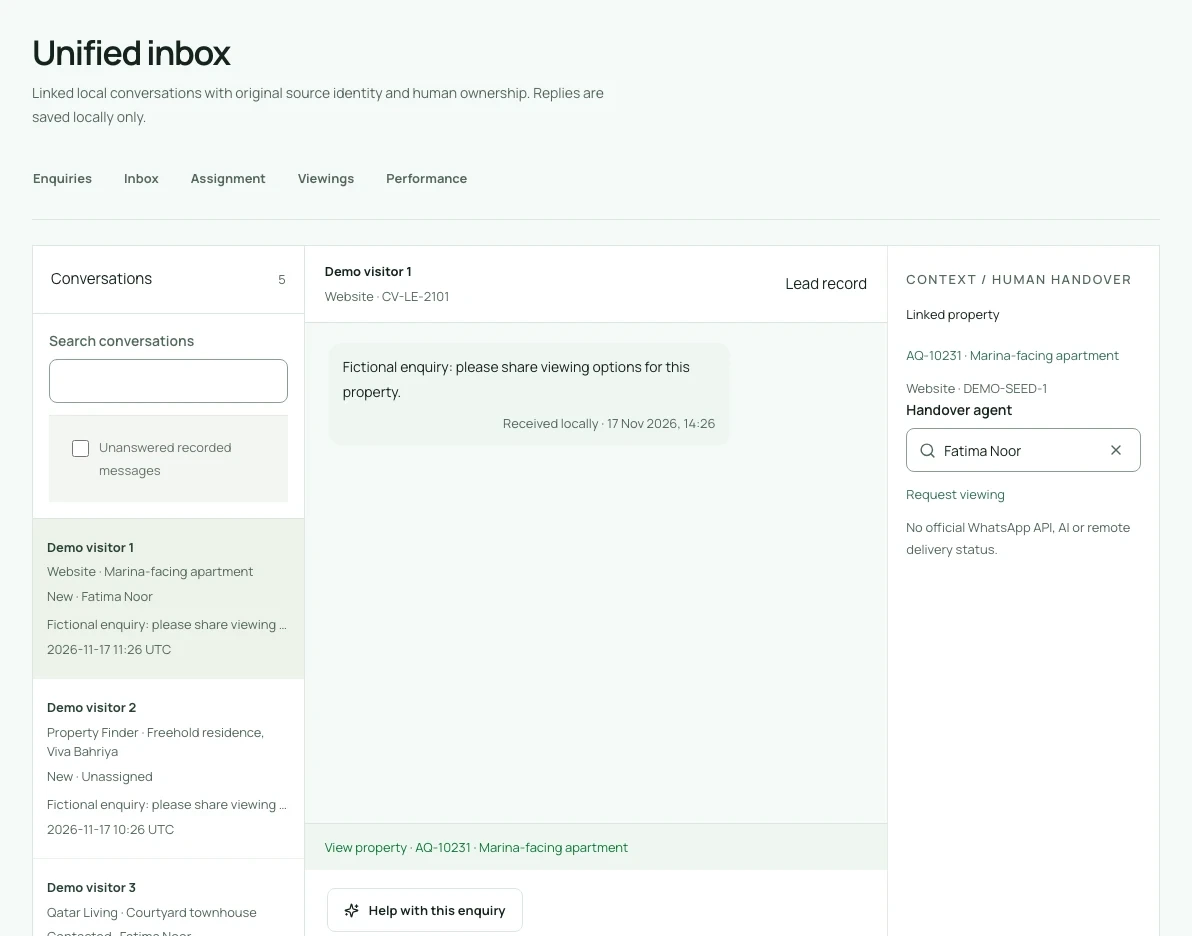 Unified inbox
Linked local conversations with original source identity and human ownership. Replies are
saved locally only.
Enquiries Inbox Assignment Viewings Performance
Conversations 5
Search conversations
Unanswered recorded
messages
Demo visitor 1
Website · Marina-facing apartment
New · Fatima Noor
Fictional enquiry: please share viewing ...
2026-11-17 11:26 UTC
Demo visitor 2
Property Finder · Freehold residence,
Viva Bahriya
New · Unassigned
Fictional enquiry: please share viewing ...
2026-11-17 10:26 UTC
Demo visitor 3
Qatar Living · Courtyard townhouse
Contacted · Fatima Noor
Demo visitor 1
Website · CV-LE-2101
Lead record
Fictional enquiry: please share viewing options for this
property.
Received locally · 17 Nov 2026, 14:26
View property · AQ-10231 · Marina-facing apartment
Help with this enquiry
CONTEXT / HUMAN HANDOVER
Linked property
AQ-10231 · Marina-facing apartment
Website · DEMO-SEED-1
Handover agent
Fatima Noor
Request viewing
No official WhatsApp API, AI or remote
delivery status.